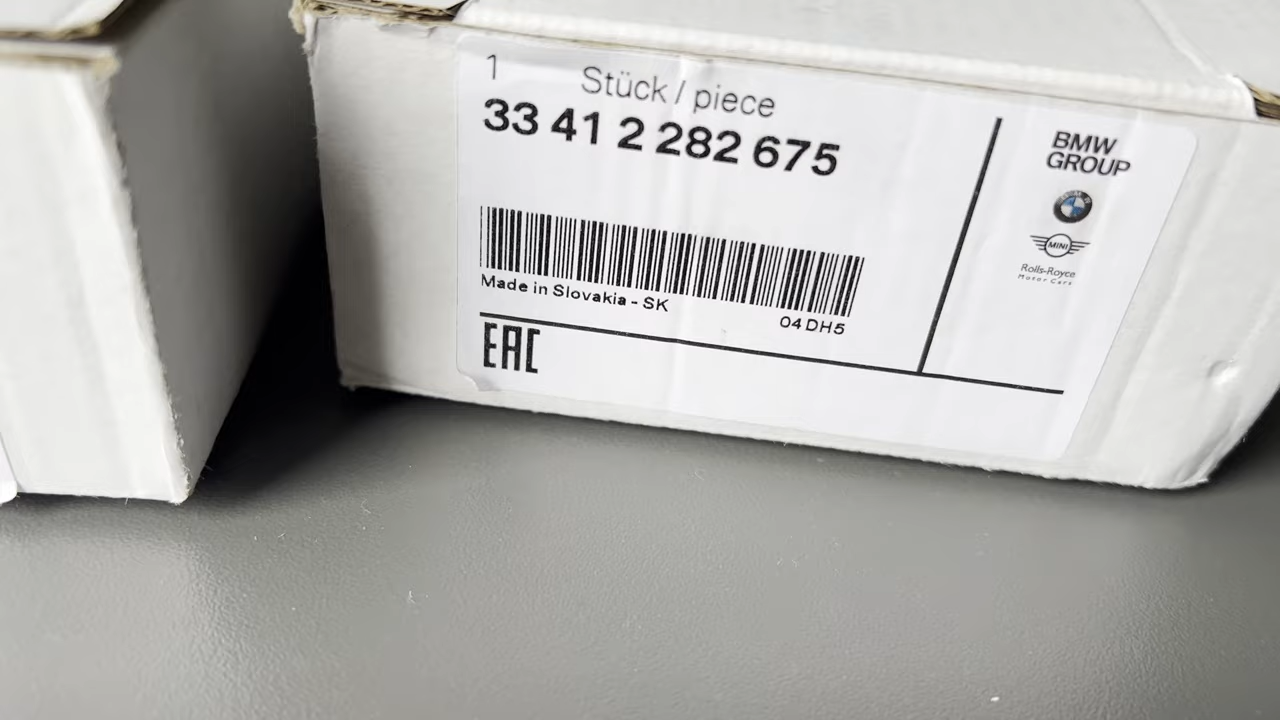 1 Stück / piece
33 41 2 282 675
Made in Slovakia - SK
04 DH5
EAC
BMW
GROUP
MINI
Rolls-Royce
Motor Cars